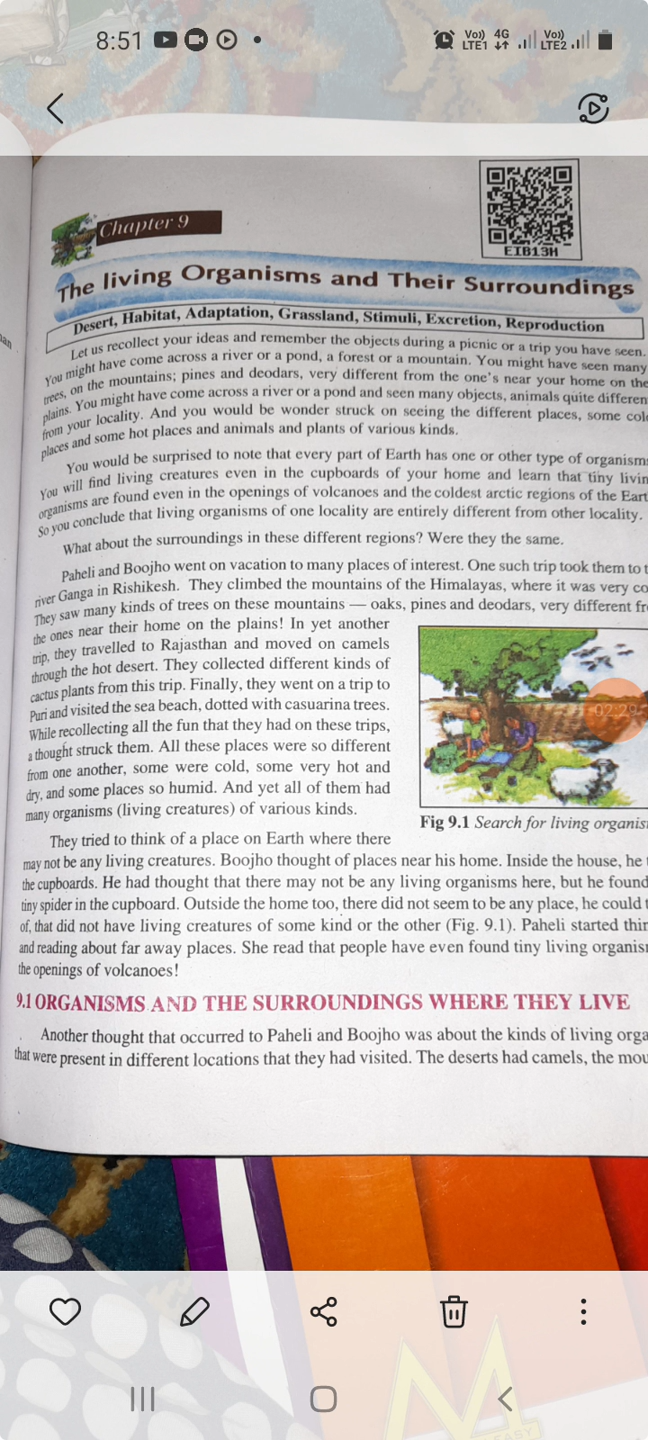 8:51
Vo)) 4G Vo))
LTE1 LTE2
EIB13H
Chapter 9
The living Organisms and Their Surroundings
Desert, Habitat, Adaptation, Grassland, Stimuli, Excretion, Reproduction
Let us recollect your ideas and remember the objects during a picnic or a trip you have seen.
You might have come across a river or a pond, a forest or a mountain. You might have seen many
trees, on the mountains; pines and deodars, very different from the one's near your home on the
plains. You might have come across a river or a pond and seen many objects, animals quite differen
from your locality. And you would be wonder struck on seeing the different places, some col
places and some hot places and animals and plants of various kinds.
You would be surprised to note that every part of Earth has one or other type of organism
You will find living creatures even in the cupboards of your home and learn that tiny livin
organisms are found even in the openings of volcanoes and the coldest arctic regions of the Eart
So you conclude that living organisms of one locality are entirely different from other locality.
What about the surroundings in these different regions? Were they the same.
Paheli and Boojho went on vacation to many places of interest. One such trip took them to t
river Ganga in Rishikesh. They climbed the mountains of the Himalayas, where it was very co
They saw many kinds of trees on these mountains — oaks, pines and deodars, very different fr
the ones near their home on the plains! In yet another
trip, they travelled to Rajasthan and moved on camels
through the hot desert. They collected different kinds of
cactus plants from this trip. Finally, they went on a trip to
Puri and visited the sea beach, dotted with casuarina trees.
While recollecting all the fun that they had on these trips,
a thought struck them. All these places were so different
from one another, some were cold, some very hot and
dry, and some places so humid. And yet all of them had
many organisms (living creatures) of various kinds.
02:29
Fig 9.1 Search for living organis
They tried to think of a place on Earth where there
may not be any living creatures. Boojho thought of places near his home. Inside the house, he
the cupboards. He had thought that there may not be any living organisms here, but he found
tiny spider in the cupboard. Outside the home too, there did not seem to be any place, he could t
of, that did not have living creatures of some kind or the other (Fig. 9.1). Paheli started thin
and reading about far away places. She read that people have even found tiny living organis
the openings of volcanoes!
9.1 ORGANISMS AND THE SURROUNDINGS WHERE THEY LIVE
Another thought that occurred to Paheli and Boojho was about the kinds of living orga
that were present in different locations that they had visited. The deserts had camels, the mou
M
EASY